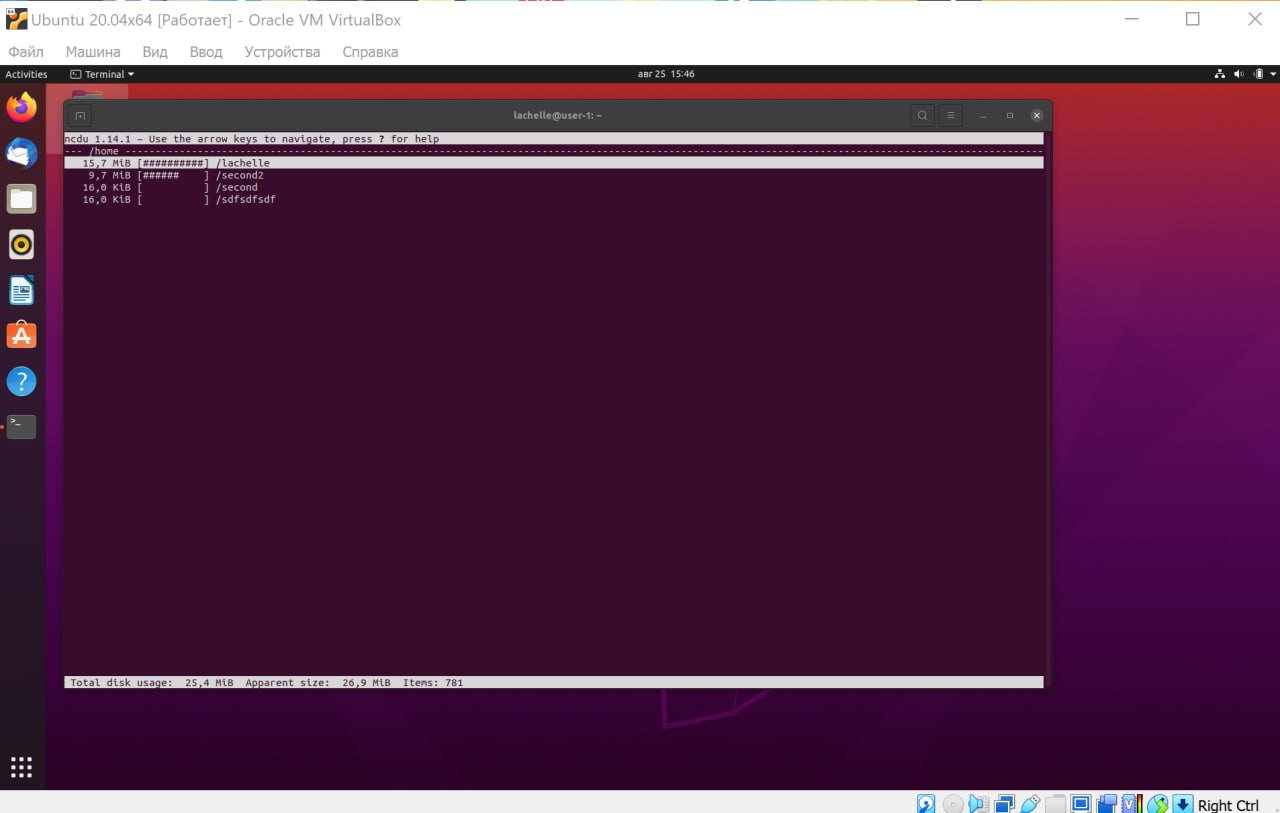 Ubuntu 20.04x64 [Работает] - Oracle VM VirtualBox
Файл Машина Вид Ввод Устройства Справка
Activities Terminal авг 25 15:46
lachelle@user-1: ~
ncdu 1.14.1 ~ Use the arrow keys to navigate, press ? for help
--- /home ---
15,7 MiB [##########] /lachelle
9,7 MiB [###### ] /second2
16,0 KiB [ ] /second
16,0 KiB [ ] /sdfsdfsdf
Total disk usage: 25,4 MiB Apparent size: 26,9 MiB Items: 781
Right Ctrl